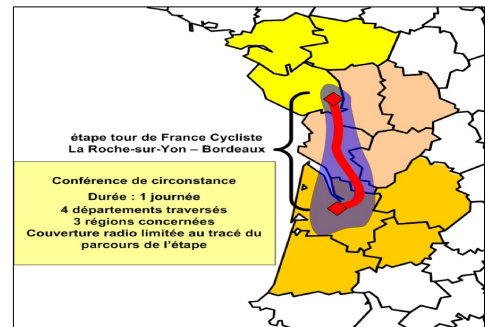 étape tour de France Cycliste
La Roche-sur-Yon – Bordeaux
Conférence de circonstance
Durée : 1 journée
4 départements traversés
3 régions concernées
Couverture radio limitée au tracé du
parcours de l'étape